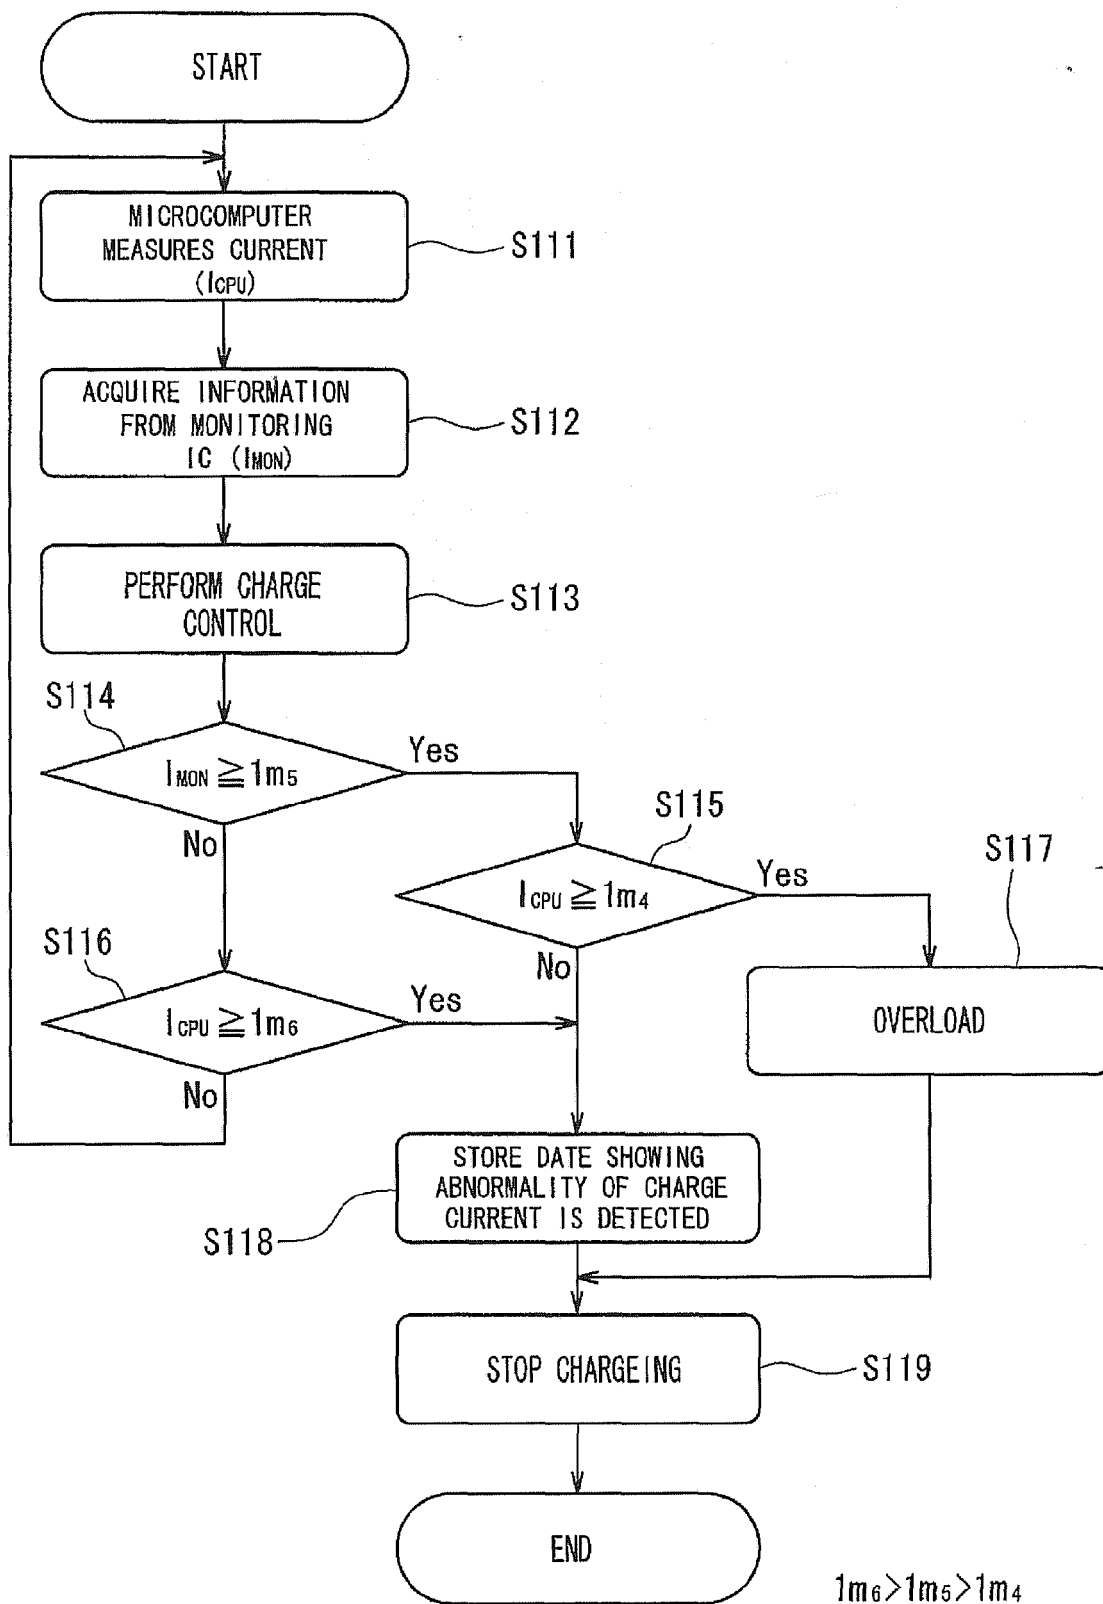 START
MICROCOMPUTER
MEASURES CURRENT
(ICPU)
S111
ACQUIRE INFORMATION
FROM MONITORING
IC (IMON)
S112
PERFORM CHARGE
CONTROL
S113
S114
IMON ≧ 1m5
Yes
No
S115
ICPU ≧ 1m4
Yes
No
S116
ICPU ≧ 1m6
Yes
No
S117
OVERLOAD
STORE DATE SHOWING
ABNORMALITY OF CHARGE
CURRENT IS DETECTED
S118
STOP CHARGEING
S119
END
1m6>1m5>1m4